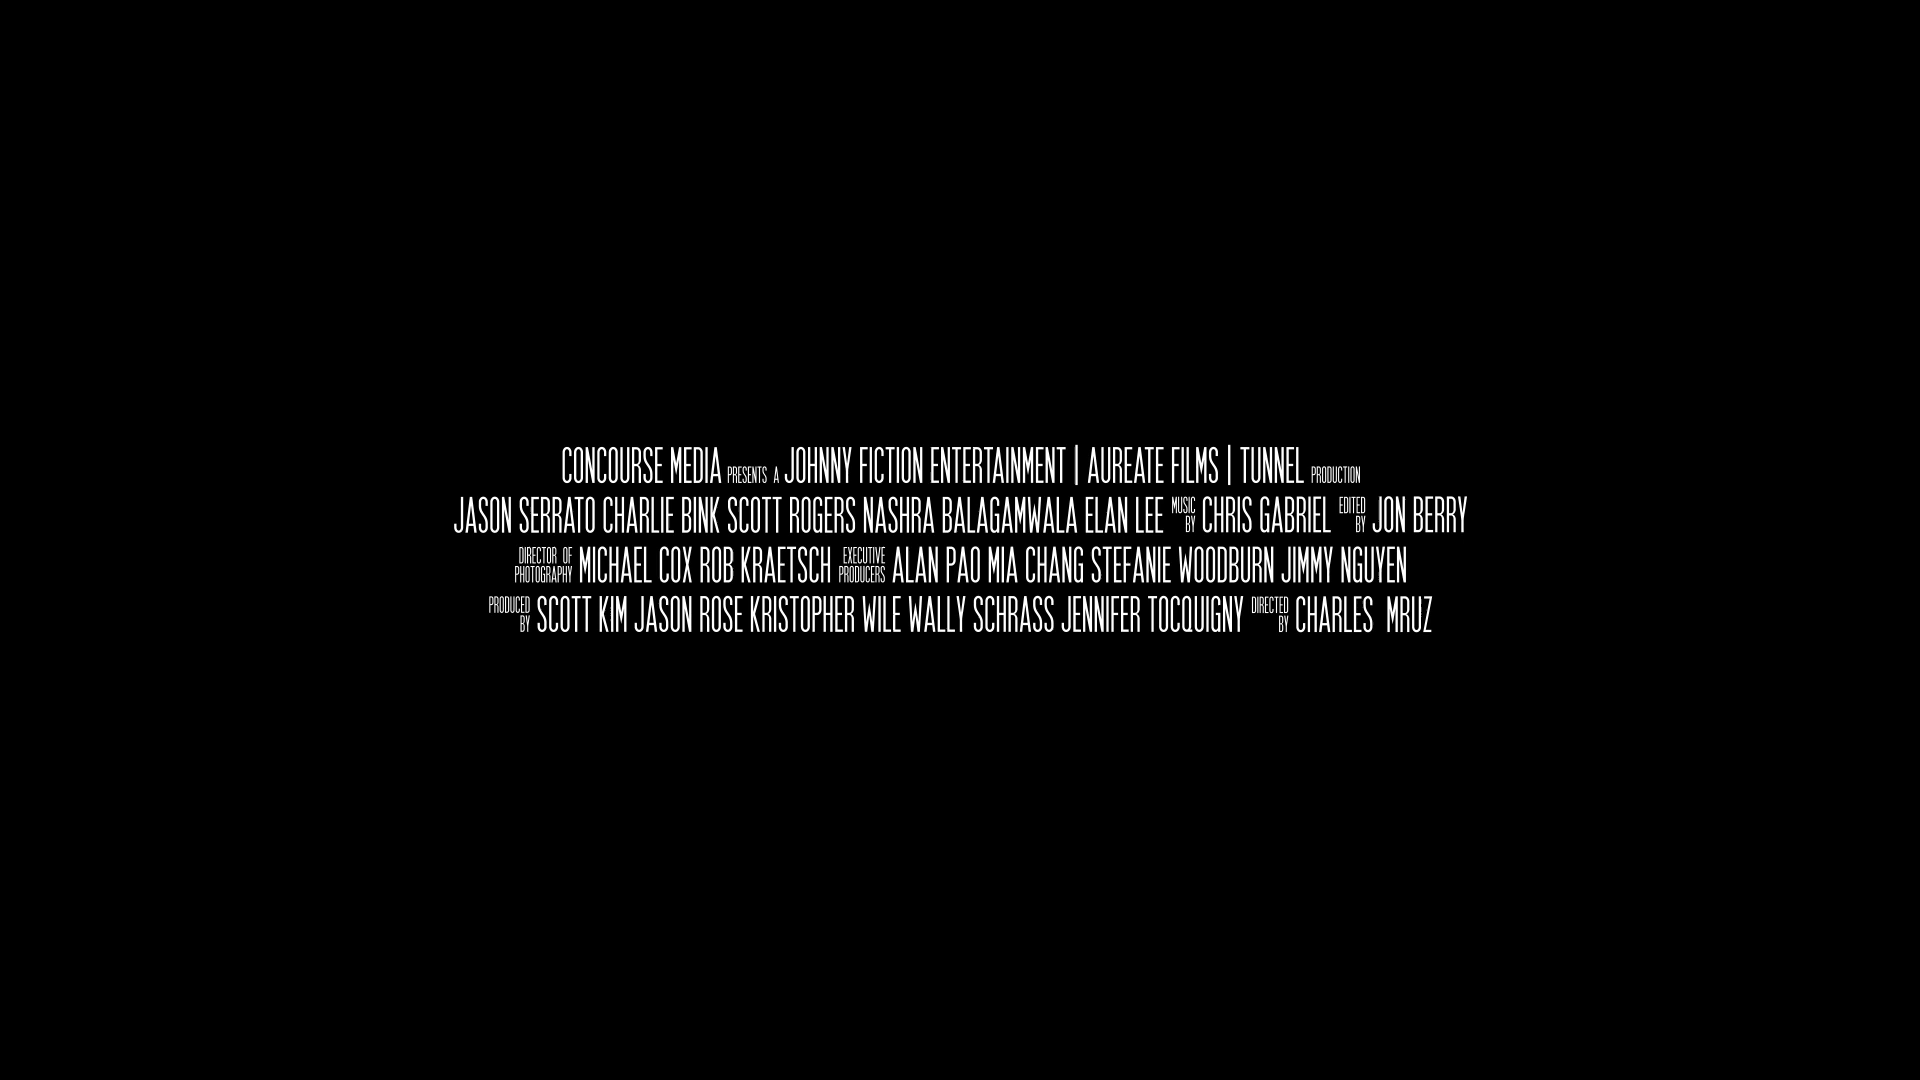 CONCOURSE MEDIA PRESENTS A JOHNNY FICTION ENTERTAINMENT | AUREATE FILMS | TUNNEL PRODUCTION
JASON SERRATO CHARLIE BINK SCOTT ROGERS NASHRA BALAGAMWALA ELAN LEE MUSIC BY CHRIS GABRIEL EDITED BY JON BERRY
DIRECTOR OF PHOTOGRAPHY MICHAEL COX ROB KRAETSCH EXECUTIVE PRODUCERS ALAN PAO MIA CHANG STEFANIE WOODBURN JIMMY NGUYEN
PRODUCED BY SCOTT KIM JASON ROSE KRISTOPHER WILE WALLY SCHRASS JENNIFER TOCQUIGNY DIRECTED BY CHARLES MRUZ